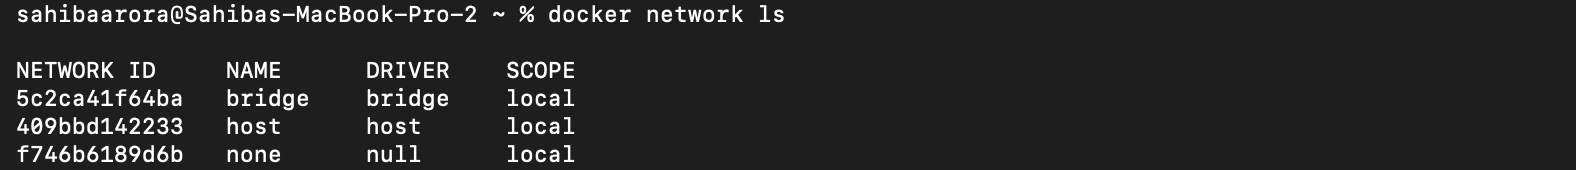 sahibaarora@Sahibas-MacBook-Pro-2 ~ % docker network ls
NETWORK ID     NAME      DRIVER    SCOPE
5c2ca41f64ba   bridge    bridge    local
409bbd142233   host      host      local
f746b6189d6b   none      null      local